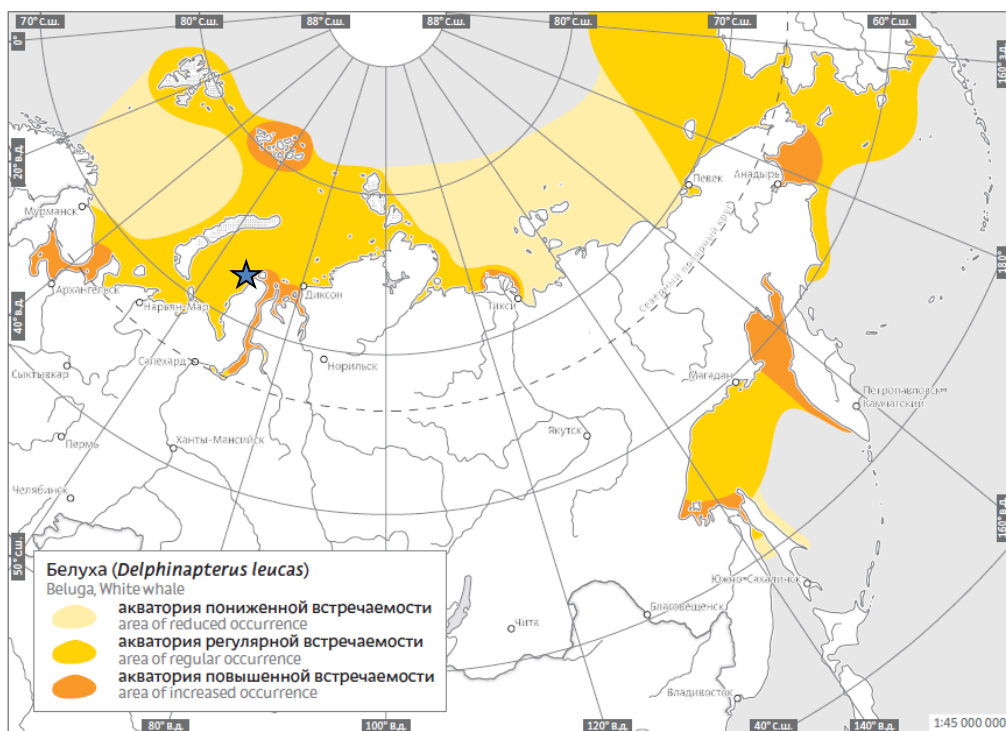 70° с.ш.
80° с.ш.
88° с.ш.
88° с.ш.
80° с.ш.
70° с.ш.
60° с.ш.
0°
160° з.д.
20° в.д.
Мурманск
Певек
Анадырь
северный полярный круг
180°
Архангельск
Диксон
Тикси
40° в.д.
Нарьян-Мар
Салехард
Норильск
Сыктывкар
Магадан
Петропавловск-
Камчатский
Пермь
Ханты-Мансийск
Якутск
Челябинск
160° в.д.
50° с.ш.
Белуха (Delphinapterus leucas)
Beluga, White whale
акватория пониженной встречаемости
area of reduced occurrence
акватория регулярной встречаемости
area of regular occurrence
акватория повышенной встречаемости
area of increased occurrence
Южно-Сахалинск
Благовещенск
Чита
Владивосток
80° в.д.
100° в.д.
120° в.д.
40° с.ш.
140° в.д.
1:45 000 000